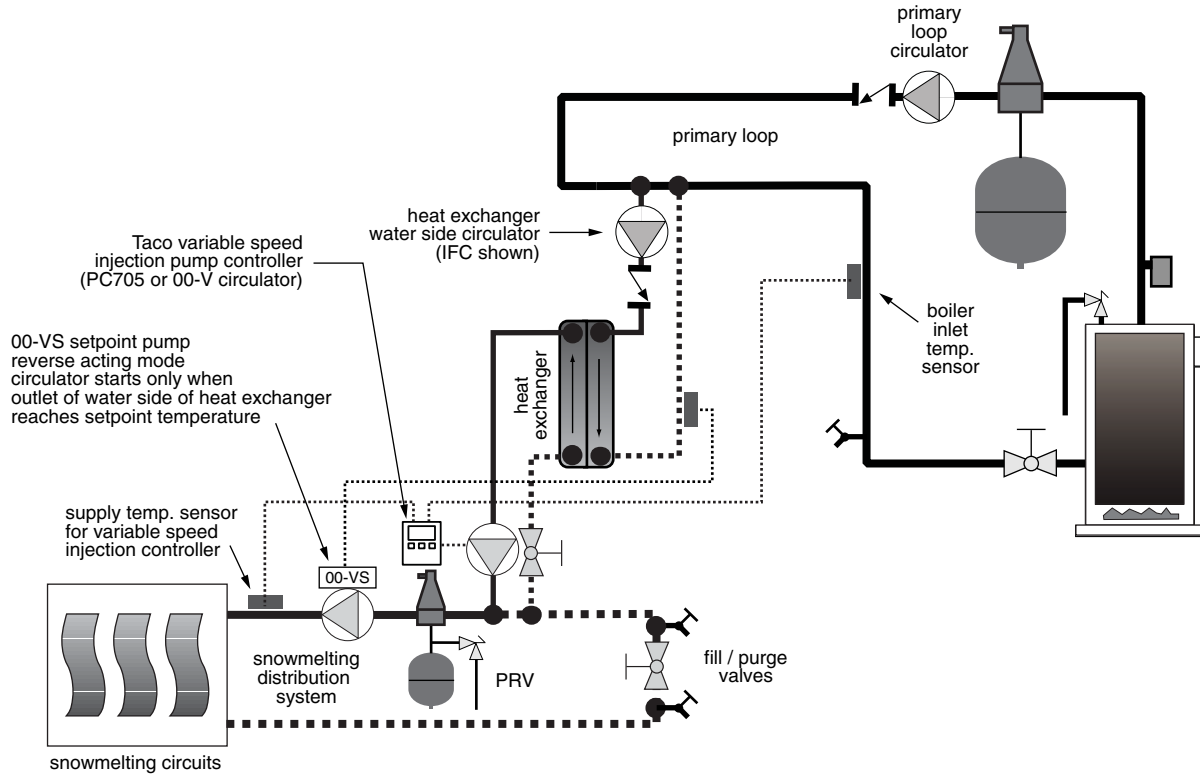 primary
loop
circulator
primary loop
heat exchanger
water side circulator
(IFC shown)
Taco variable speed
injection pump controller
(PC705 or 00-V circulator)
boiler
inlet
temp.
sensor
00-VS setpoint pump
reverse acting mode
circulator starts only when
outlet of water side of heat exchanger
reaches setpoint temperature
heat
exchanger
supply temp. sensor
for variable speed
injection controller
00-VS
snowmelting
distribution
system
PRV
fill / purge
valves
snowmelting circuits